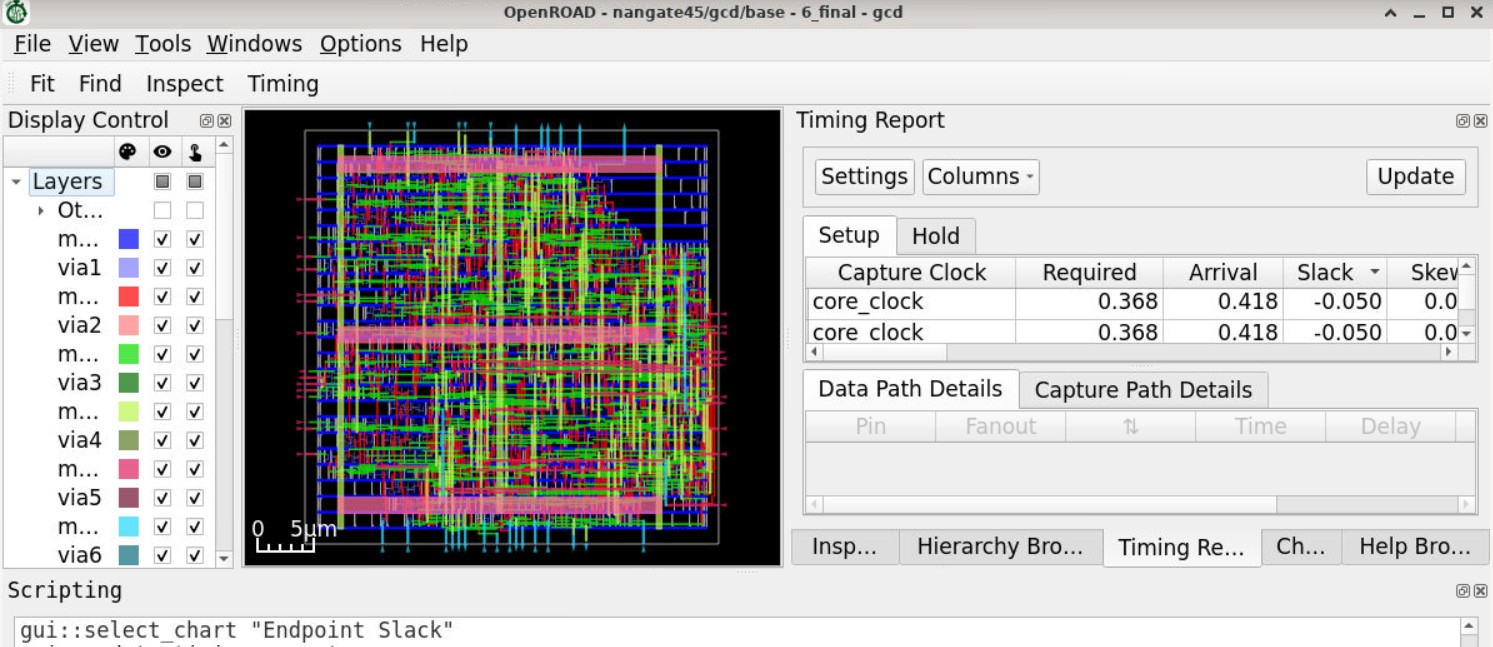 OpenROAD - nangate45/gcd/base - 6_final - gcd
File View Tools Windows Options Help
Fit Find Inspect Timing
Display Control
Layers
Ot...
m...
via1
m...
via2
m...
via3
m...
via4
m...
via5
m...
via6
0 5μm
Timing Report
Settings Columns Update
Setup Hold
Capture Clock Required Arrival Slack Skew
core_clock 0.368 0.418 -0.050 0.0
core_clock 0.368 0.418 -0.050 0.0
Data Path Details Capture Path Details
Pin Fanout ⇅ Time Delay
Insp... Hierarchy Bro... Timing Re... Ch... Help Bro...
Scripting
gui::select_chart "Endpoint Slack"